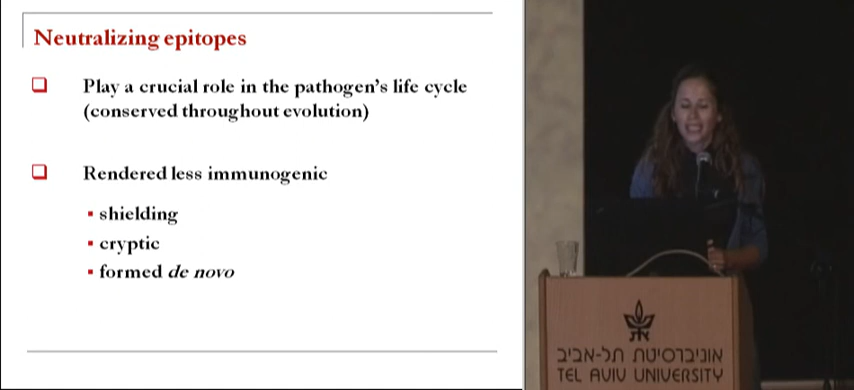 Neutralizing epitopes
Play a crucial role in the pathogen's life cycle
(conserved throughout evolution)
Rendered less immunogenic
shielding
cryptic
formed de novo
אוניברסיטת תל-אביב
TEL AVIV UNIVERSITY